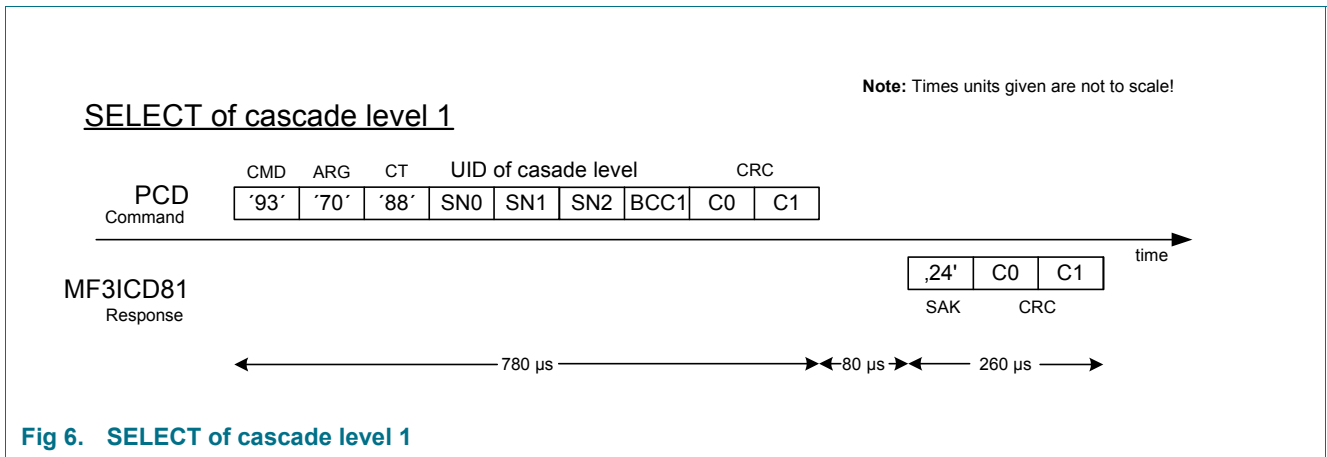 Note: Times units given are not to scale!
SELECT of cascade level 1
CMD ARG CT UID of casade level CRC
PCD
Command
´93´ ´70´ ´88´ SN0 SN1 SN2 BCC1 C0 C1
time
MF3ICD81
Response
‚24' C0 C1
SAK CRC
780 µs 80 µs 260 µs
Fig 6. SELECT of cascade level 1